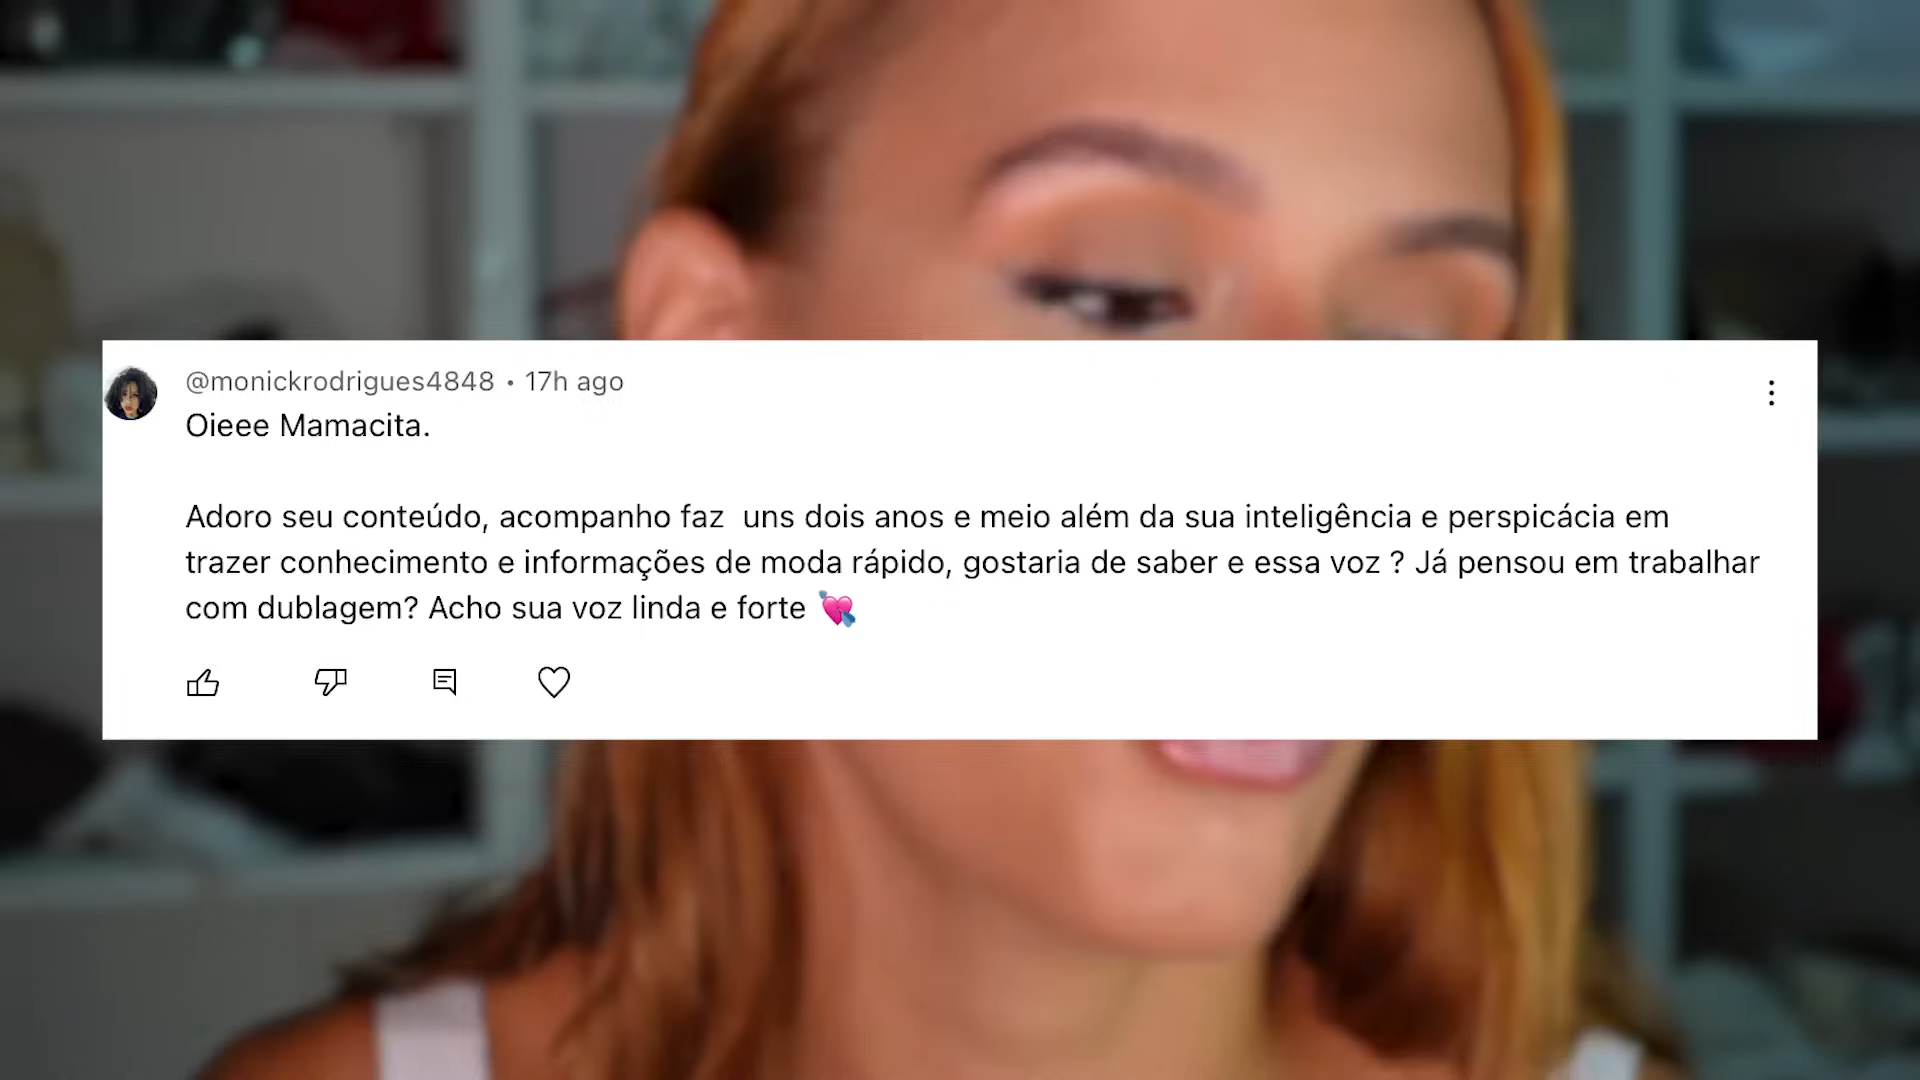 @monickrodrigues4848 • 17h ago
Oieee Mamacita.
Adoro seu conteúdo, acompanho faz  uns dois anos e meio além da sua inteligência e perspicácia em
trazer conhecimento e informações de moda rápido, gostaria de saber e essa voz ? Já pensou em trabalhar
com dublagem? Acho sua voz linda e forte 💘